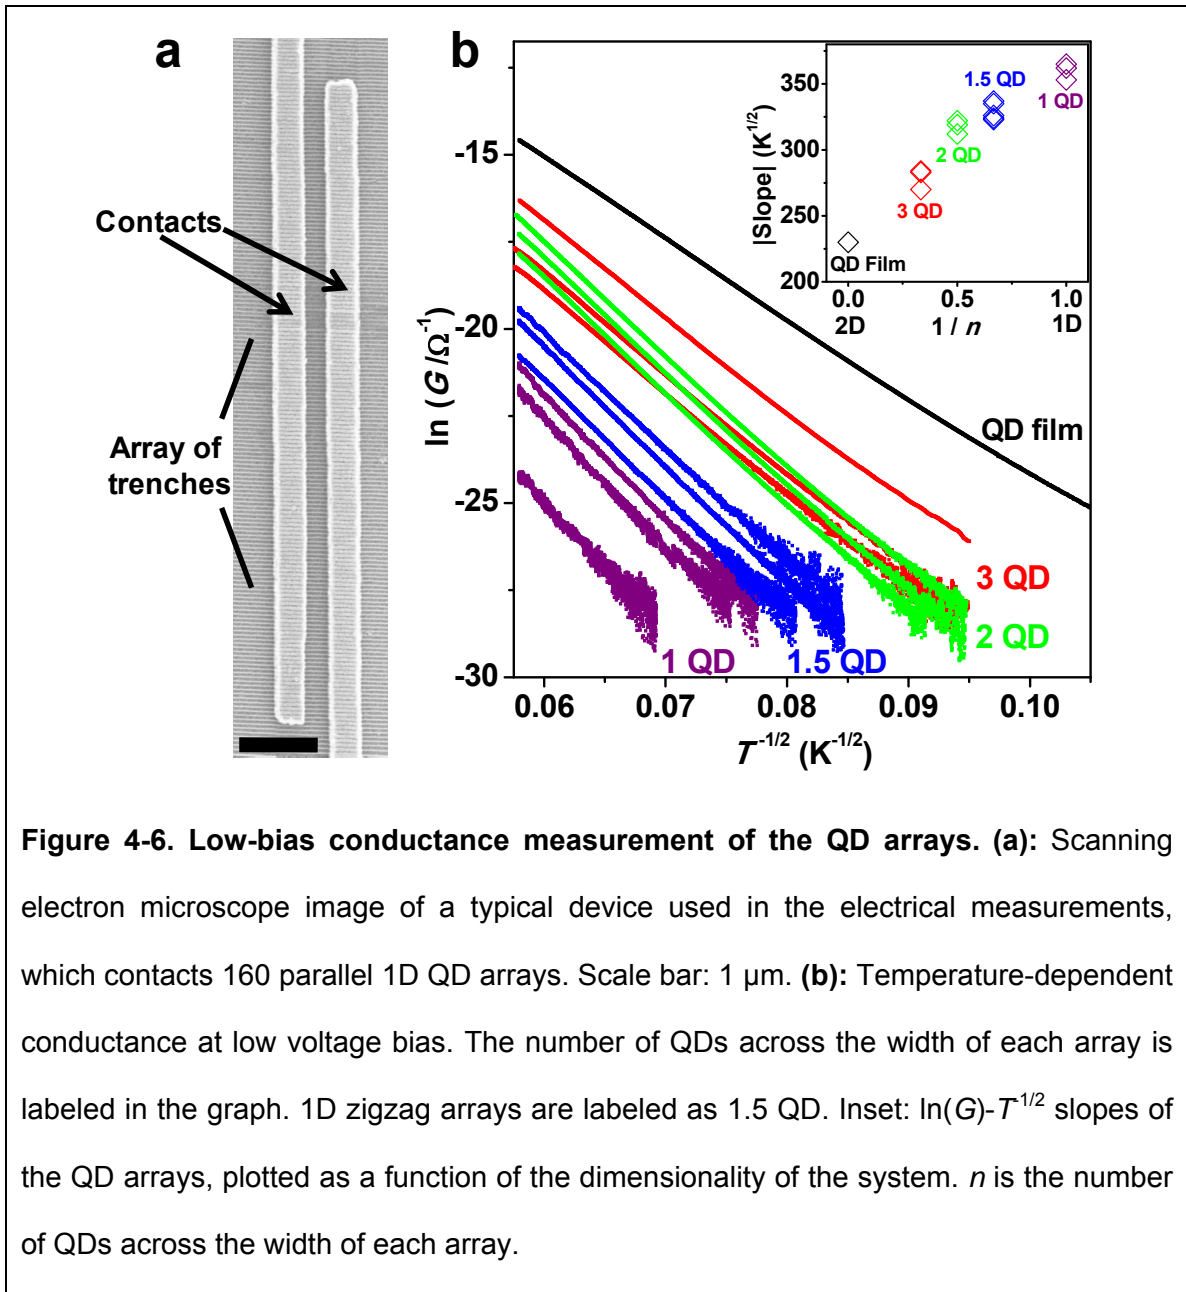 a
Contacts
Array of
trenches
b
ln (G/Ω⁻¹)
-15
-20
-25
-30
0.06 0.07 0.08 0.09 0.10
T⁻¹/² (K⁻¹/²)
QD film
3 QD
2 QD
1.5 QD
1 QD
|Slope| (K¹/²)
350
300
250
200
1.5 QD
1 QD
2 QD
3 QD
QD Film
0.0 0.5 1.0
2D 1 / n 1D
Figure 4-6. Low-bias conductance measurement of the QD arrays. (a): Scanning
electron microscope image of a typical device used in the electrical measurements,
which contacts 160 parallel 1D QD arrays. Scale bar: 1 µm. (b): Temperature-dependent
conductance at low voltage bias. The number of QDs across the width of each array is
labeled in the graph. 1D zigzag arrays are labeled as 1.5 QD. Inset: ln(G)-T⁻¹/² slopes of
the QD arrays, plotted as a function of the dimensionality of the system. n is the number
of QDs across the width of each array.